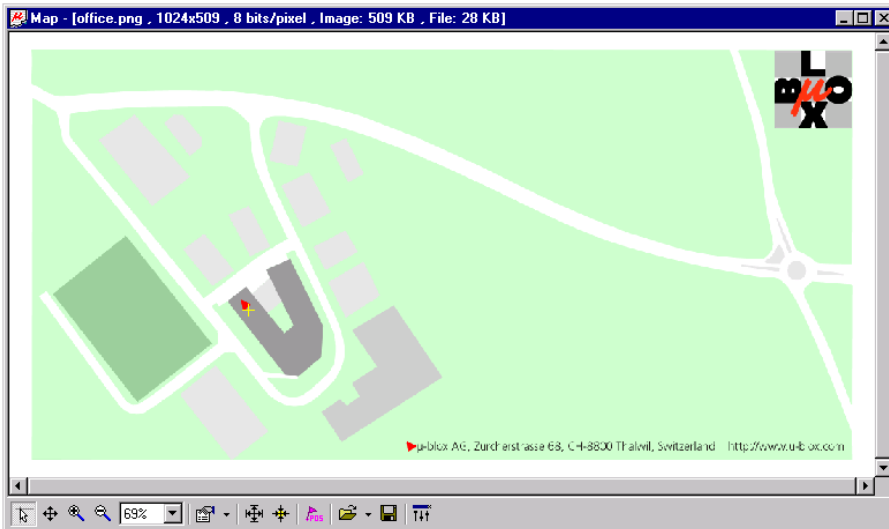 Map - [office.png , 1024x509 , 8 bits/pixel , Image: 509 KB , File: 28 KB]
BLOX
µ
µ-blox AG, Zürcherstrasse 68, CH-8800 Thalwil, Switzerland http://www.u-blox.com
69%
POS